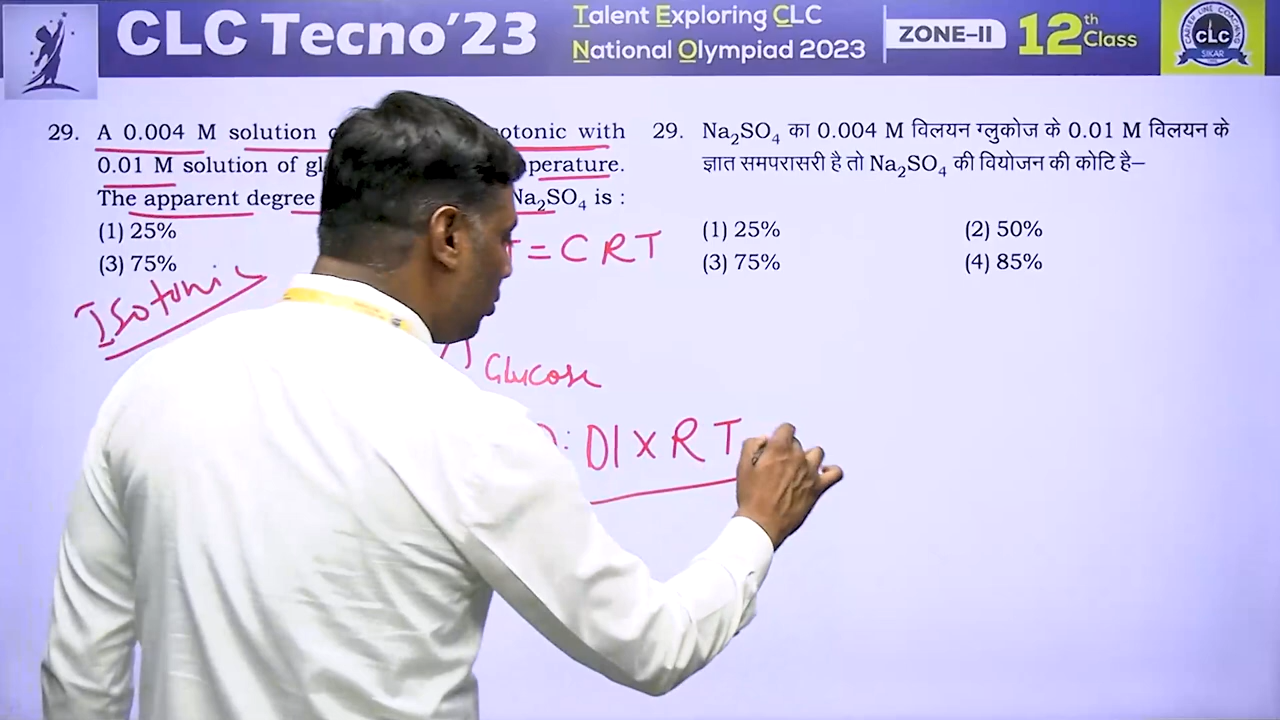 CLC Tecno'23
Talent Exploring CLC
National Olympiad 2023
ZONE-II
12th Class
CAREER LINE COACHING
CLC
SIKAR
29. A 0.004 M solution otonic with
0.01 M solution of gl perature.
The apparent degree Na₂SO₄ is :
(1) 25%
(3) 75%
29. Na₂SO₄ का 0.004 M विलयन ग्लुकोज के 0.01 M विलयन के
ज्ञात समपरासरी है तो Na₂SO₄ की वियोजन की कोटि है–
(1) 25% (2) 50%
(3) 75% (4) 85%
= CRT
Isotonic
Glucose
01 × RT